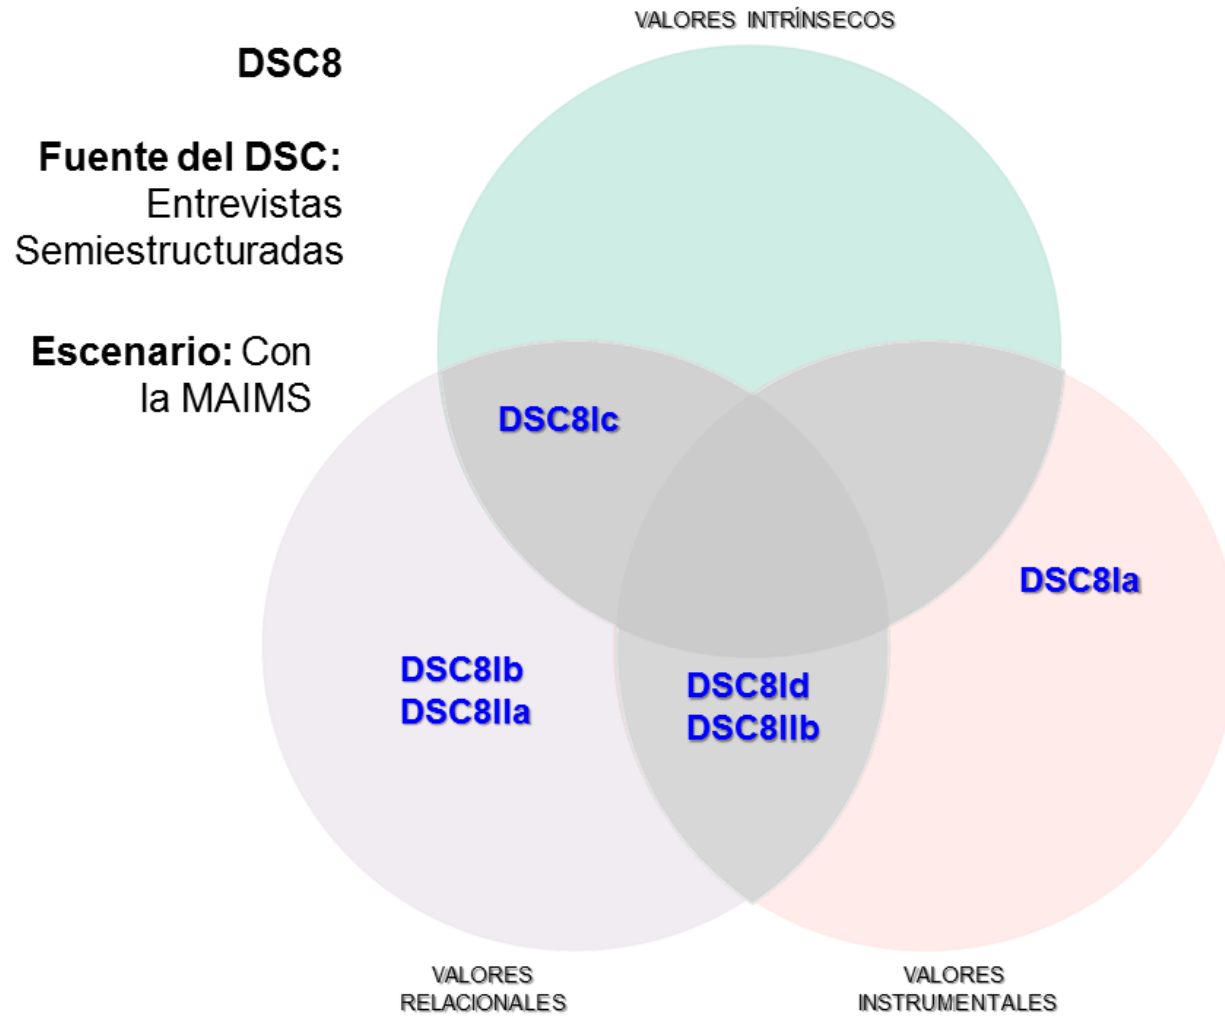 VALORES INTRÍNSECOS
DSC8
Fuente del DSC:
Entrevistas
Semiestructuradas
Escenario: Con
la MAIMS
DSC8Ic
DSC8Ia
DSC8Ib
DSC8IIa
DSC8Id
DSC8IIb
VALORES
RELACIONALES
VALORES
INSTRUMENTALES